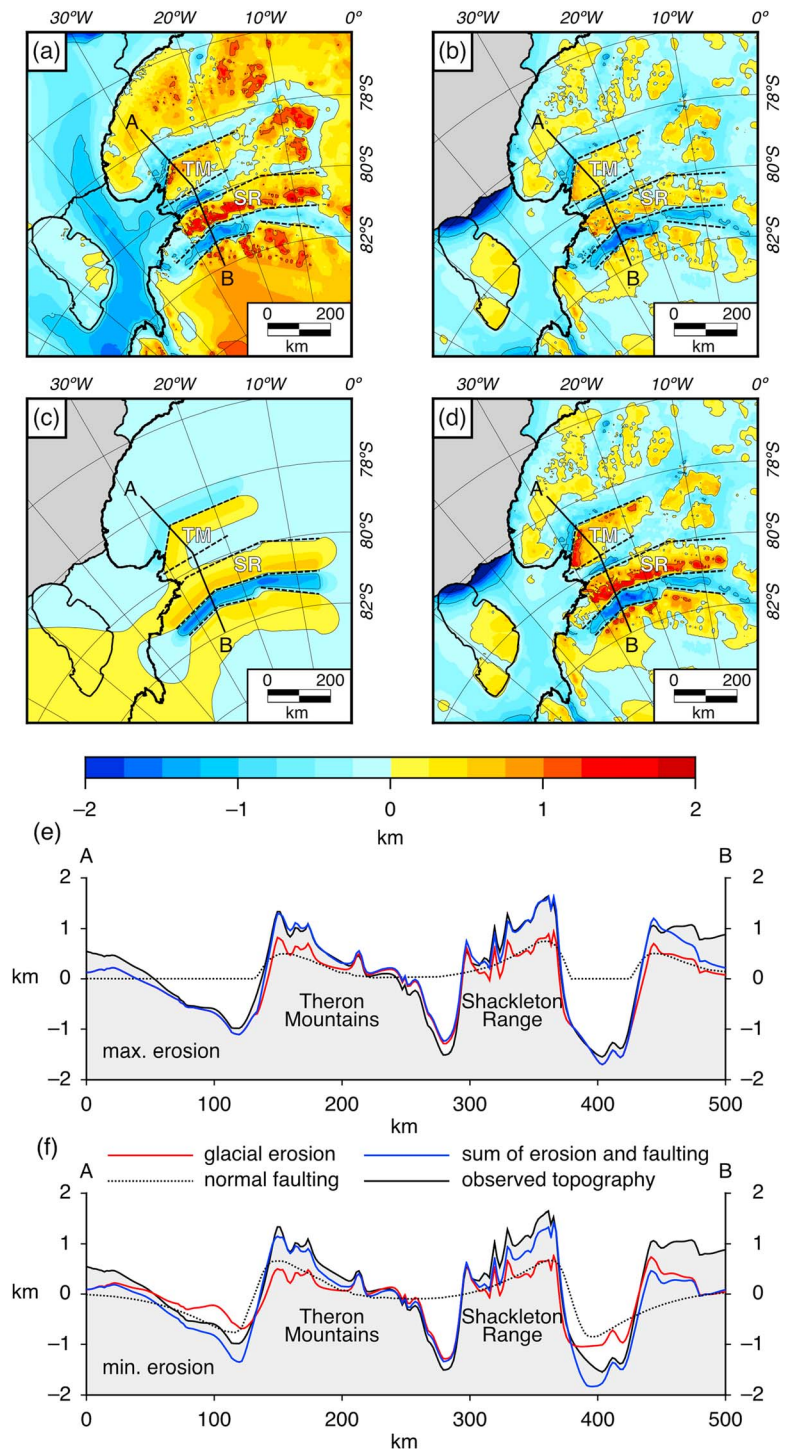 30°W 20°W 10°W 0° 30°W 20°W 10°W 0°
(a) (b)
A A
78°S 78°S
TM TM
80°S 80°S
SR SR
82°S 82°S
B B
0 200 0 200
km km
30°W 20°W 10°W 0° 30°W 20°W 10°W 0°
(c) (d)
A A
78°S 78°S
TM TM
80°S 80°S
SR SR
82°S 82°S
B B
0 200 0 200
km km
−2 −1 0 1 2
km
(e)
A B
2 2
1 1
km 0 0 km
Theron Shackleton
Mountains Range
−1 −1
max. erosion
−2 −2
0 100 200 300 400 500
km
(f)
A B
glacial erosion sum of erosion and faulting
normal faulting observed topography
2 2
1 1
km 0 0 km
Theron Shackleton
Mountains Range
−1 −1
min. erosion
−2 −2
0 100 200 300 400 500
km